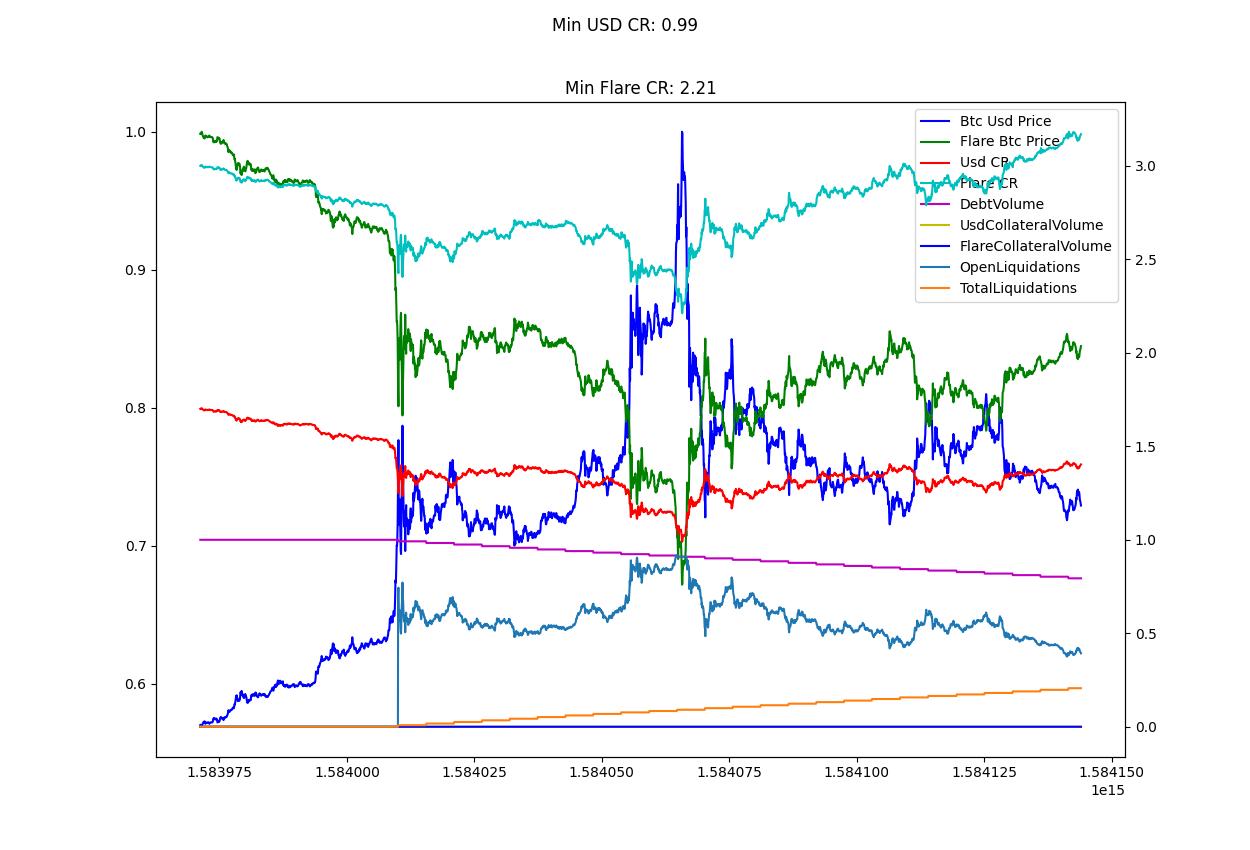 Min USD CR: 0.99
Min Flare CR: 2.21
Btc Usd Price
Flare Btc Price
Usd CR
Flare CR
DebtVolume
UsdCollateralVolume
FlareCollateralVolume
OpenLiquidations
TotalLiquidations
1.0
0.9
0.8
0.7
0.6
3.0
2.5
2.0
1.5
1.0
0.5
0.0
1.583975 1.584000 1.584025 1.584050 1.584075 1.584100 1.584125 1.584150
1e15